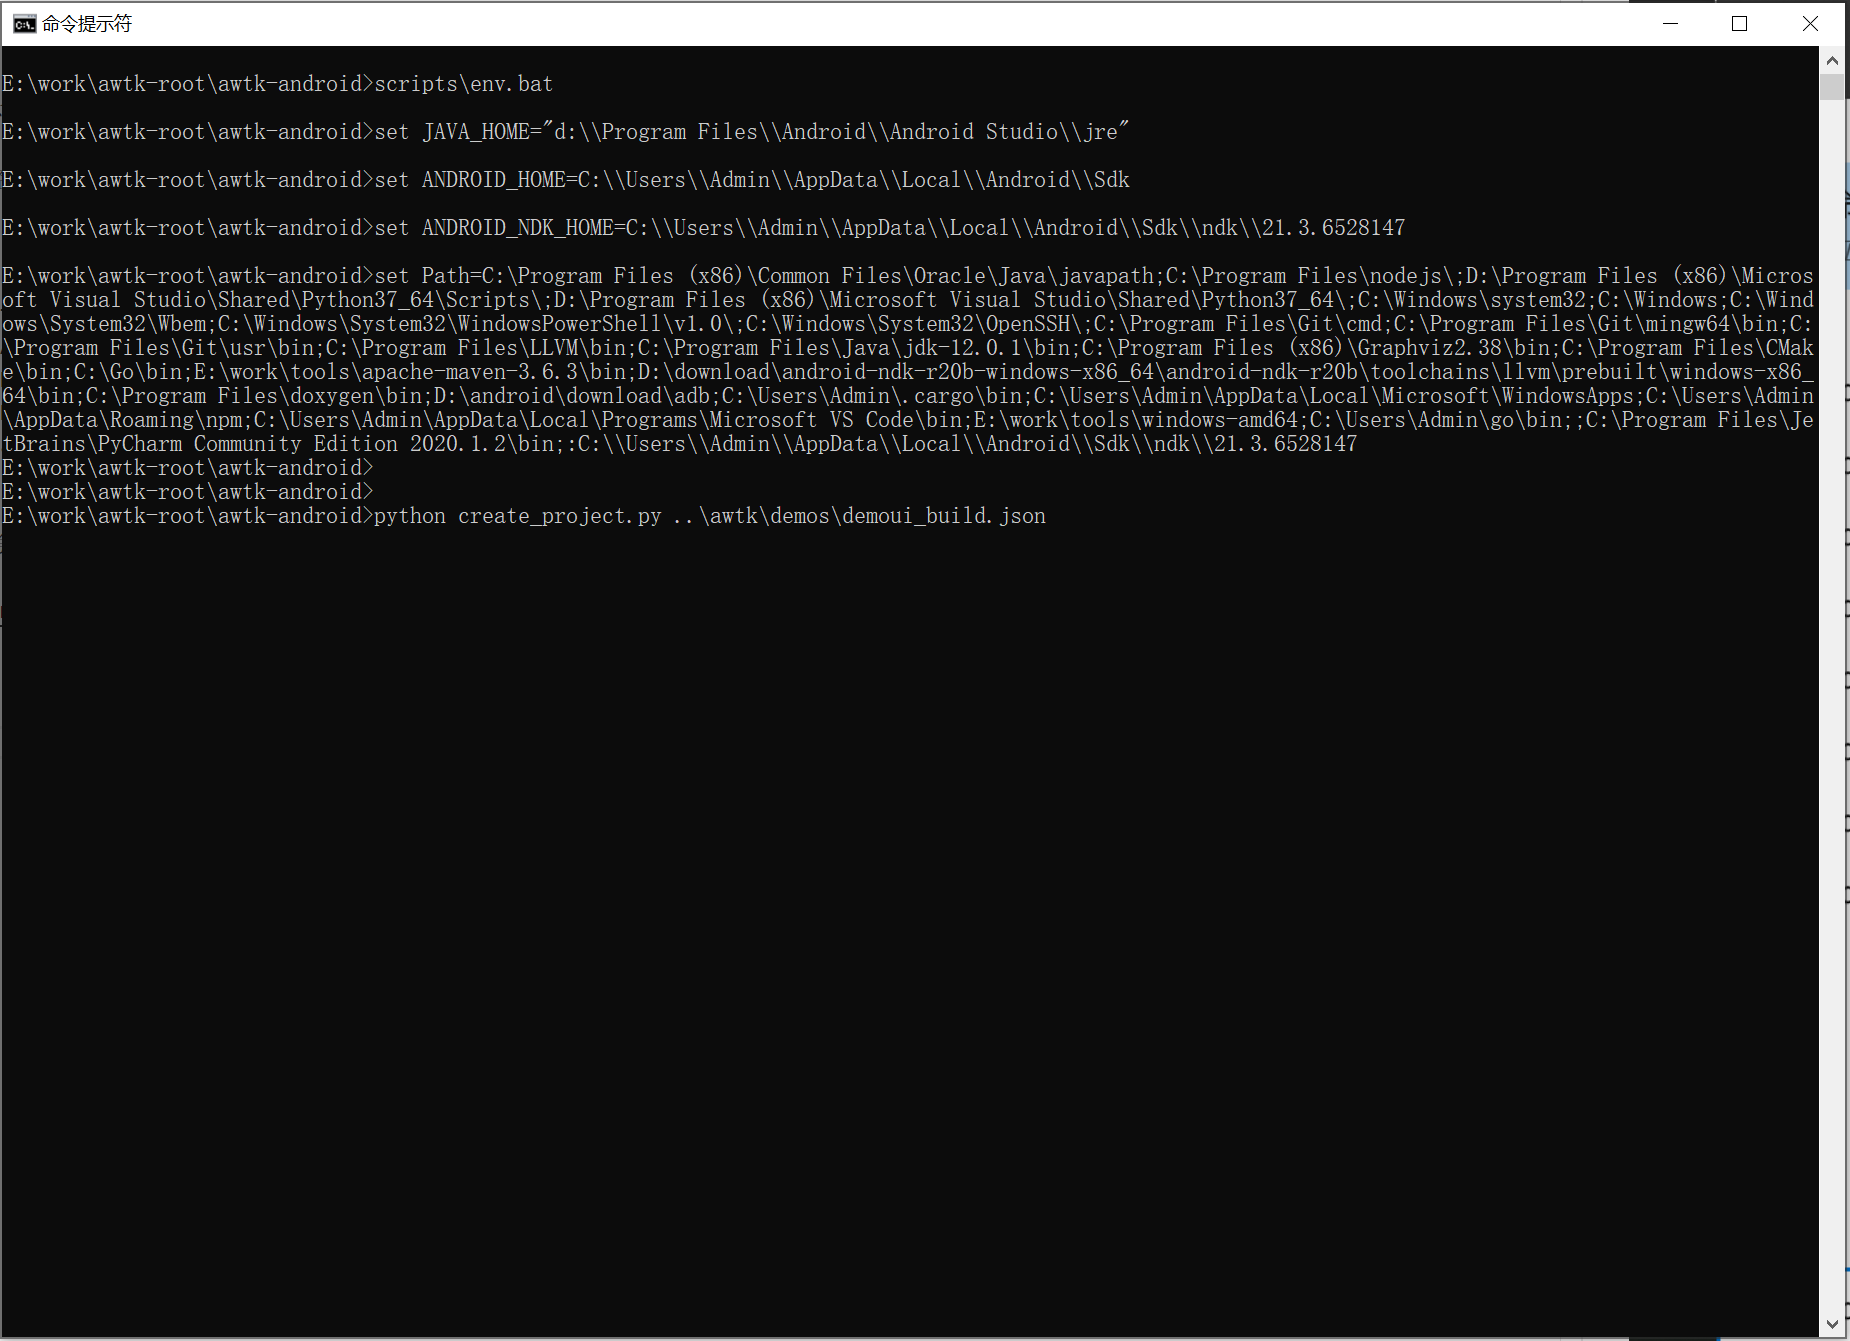 命令提示符
E:\work\awtk-root\awtk-android>scripts\env.bat
E:\work\awtk-root\awtk-android>set JAVA_HOME="d:\\Program Files\\Android\\Android Studio\\jre"
E:\work\awtk-root\awtk-android>set ANDROID_HOME=C:\\Users\\Admin\\AppData\\Local\\Android\\Sdk
E:\work\awtk-root\awtk-android>set ANDROID_NDK_HOME=C:\\Users\\Admin\\AppData\\Local\\Android\\Sdk\\ndk\\21.3.6528147
E:\work\awtk-root\awtk-android>set Path=C:\Program Files (x86)\Common Files\Oracle\Java\javapath;C:\Program Files\nodejs\;D:\Program Files (x86)\Micros
oft Visual Studio\Shared\Python37_64\Scripts\;D:\Program Files (x86)\Microsoft Visual Studio\Shared\Python37_64\;C:\Windows\system32;C:\Windows;C:\Wind
ows\System32\Wbem;C:\Windows\System32\WindowsPowerShell\v1.0\;C:\Windows\System32\OpenSSH\;C:\Program Files\Git\cmd;C:\Program Files\Git\mingw64\bin;C:
\Program Files\Git\usr\bin;C:\Program Files\LLVM\bin;C:\Program Files\Java\jdk-12.0.1\bin;C:\Program Files (x86)\Graphviz2.38\bin;C:\Program Files\CMak
e\bin;C:\Go\bin;E:\work\tools\apache-maven-3.6.3\bin;D:\download\android-ndk-r20b-windows-x86_64\android-ndk-r20b\toolchains\llvm\prebuilt\windows-x86_
64\bin;C:\Program Files\doxygen\bin;D:\android\download\adb;C:\Users\Admin\.cargo\bin;C:\Users\Admin\AppData\Local\Microsoft\WindowsApps;C:\Users\Admin
\AppData\Roaming\npm;C:\Users\Admin\AppData\Local\Programs\Microsoft VS Code\bin;E:\work\tools\windows-amd64;C:\Users\Admin\go\bin;;C:\Program Files\Je
tBrains\PyCharm Community Edition 2020.1.2\bin;:C:\\Users\\Admin\\AppData\\Local\\Android\\Sdk\\ndk\\21.3.6528147
E:\work\awtk-root\awtk-android>
E:\work\awtk-root\awtk-android>
E:\work\awtk-root\awtk-android>python create_project.py ..\awtk\demos\demoui_build.json